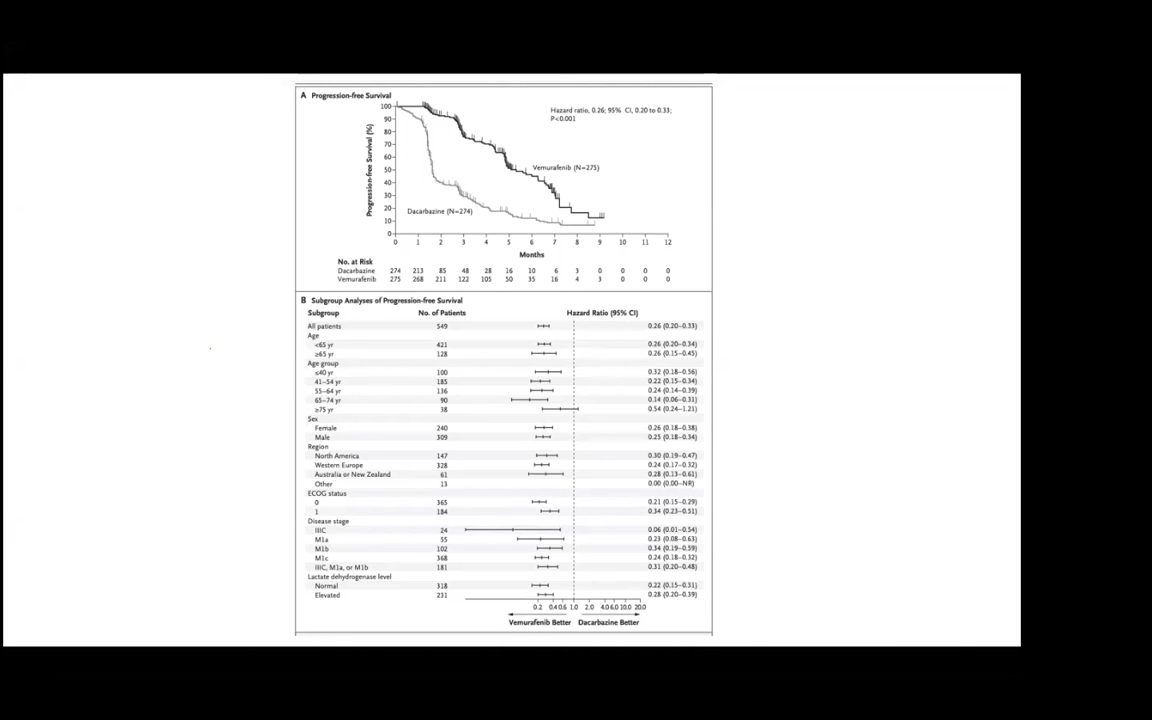 A Progression-free Survival
Hazard ratio, 0.26; 95% CI, 0.20 to 0.33;
P<0.001
Progression-free Survival (%)
100
90
80
70
60
50
40
30
20
10
0
Vemurafenib (N=275)
Dacarbazine (N=274)
0 1 2 3 4 5 6 7 8 9 10 11 12
Months
No. at Risk
Dacarbazine 274 213 85 48 28 16 10 6 3 0 0 0 0
Vemurafenib 275 268 211 122 105 50 35 16 4 3 0 0 0
B Subgroup Analyses of Progression-free Survival
Subgroup No. of Patients Hazard Ratio (95% CI)
All patients 549 0.26 (0.20–0.33)
Age
<65 yr 421 0.26 (0.20–0.34)
≥65 yr 128 0.26 (0.15–0.45)
Age group
≤40 yr 100 0.32 (0.18–0.56)
41–54 yr 185 0.22 (0.15–0.34)
55–64 yr 136 0.24 (0.14–0.39)
65–74 yr 90 0.14 (0.06–0.31)
≥75 yr 38 0.54 (0.24–1.21)
Sex
Female 240 0.26 (0.18–0.38)
Male 309 0.25 (0.18–0.34)
Region
North America 147 0.30 (0.19–0.47)
Western Europe 328 0.24 (0.17–0.32)
Australia or New Zealand 61 0.28 (0.13–0.61)
Other 13 0.00 (0.00–NR)
ECOG status
0 365 0.21 (0.15–0.29)
1 184 0.34 (0.23–0.51)
Disease stage
IIIC 24 0.06 (0.01–0.54)
M1a 55 0.23 (0.08–0.63)
M1b 102 0.34 (0.19–0.59)
M1c 368 0.24 (0.18–0.32)
IIIC, M1a, or M1b 181 0.31 (0.20–0.48)
Lactate dehydrogenase level
Normal 318 0.22 (0.15–0.31)
Elevated 231 0.28 (0.20–0.39)
0.2 0.4 0.6 1.0 2.0 4.0 6.0 10.0 20.0
Vemurafenib Better Dacarbazine Better